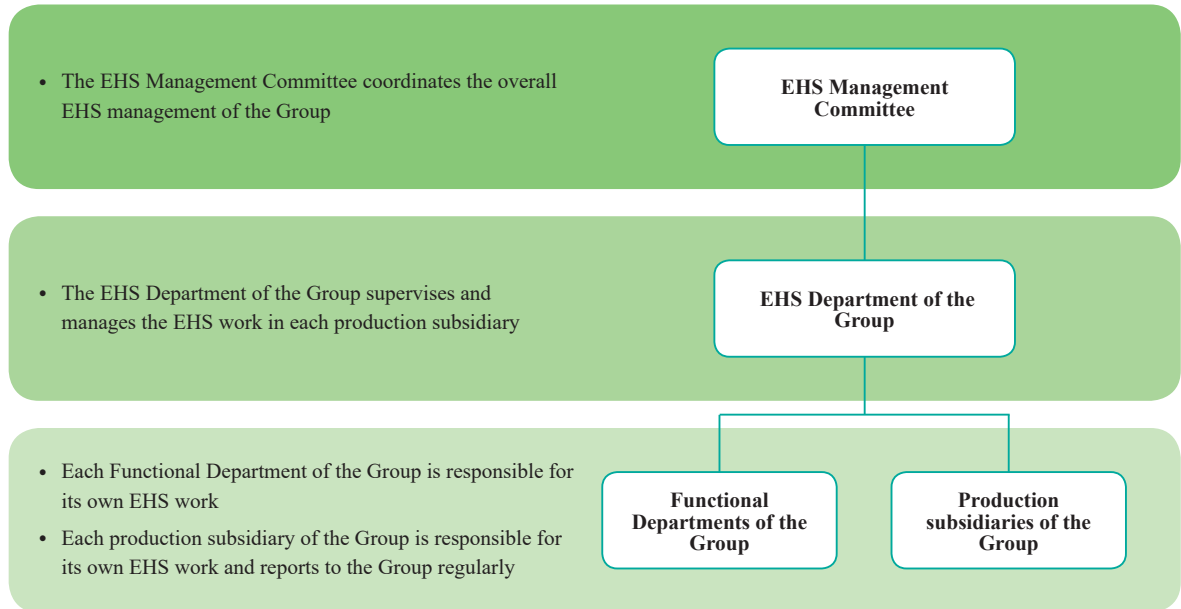 • The EHS Management Committee coordinates the overall
EHS management of the Group
EHS Management
Committee
• The EHS Department of the Group supervises and
manages the EHS work in each production subsidiary
EHS Department of the
Group
• Each Functional Department of the Group is responsible for
its own EHS work
• Each production subsidiary of the Group is responsible for
its own EHS work and reports to the Group regularly
Functional
Departments of the
Group
Production
subsidiaries of the
Group